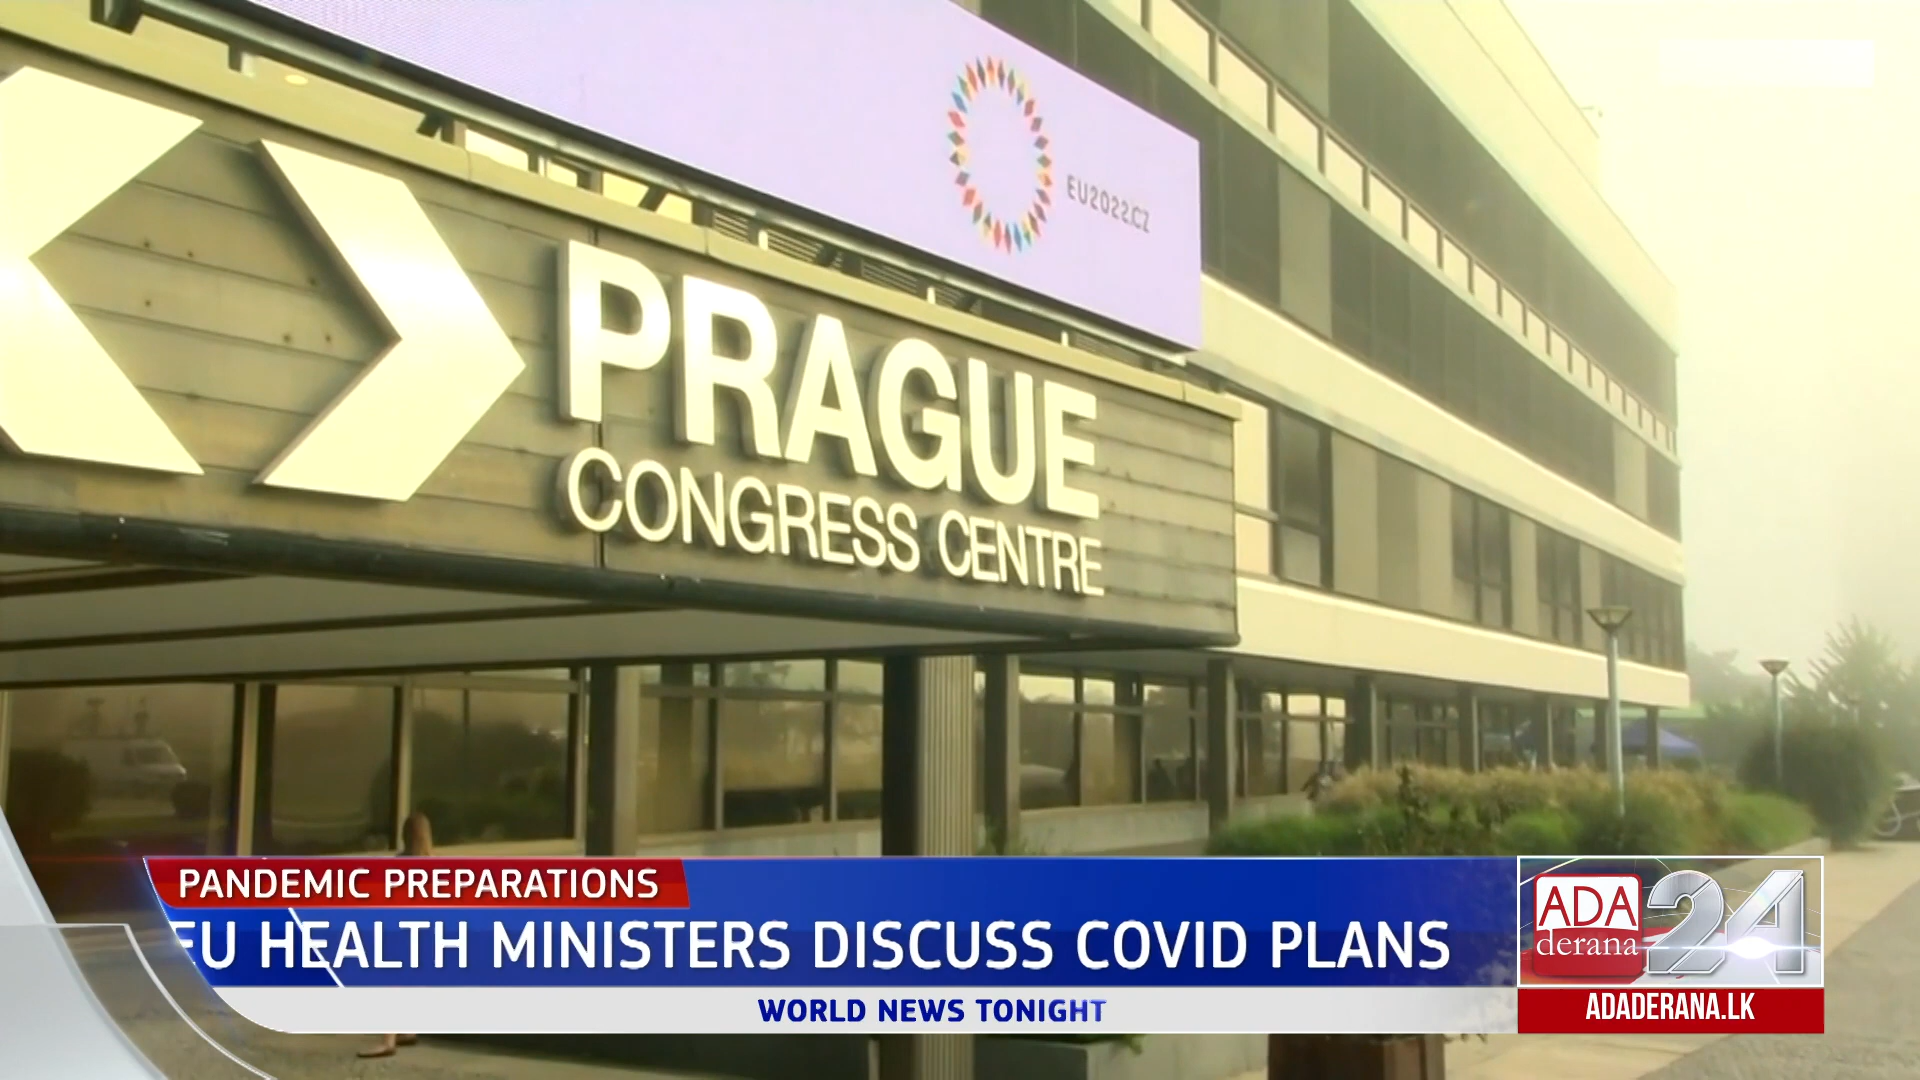 EU2022.CZ
PRAGUE
CONGRESS CENTRE
PANDEMIC PREPARATIONS
EU HEALTH MINISTERS DISCUSS COVID PLANS
WORLD NEWS TONIGHT
ADA
derana
24
ADADERANA.LK